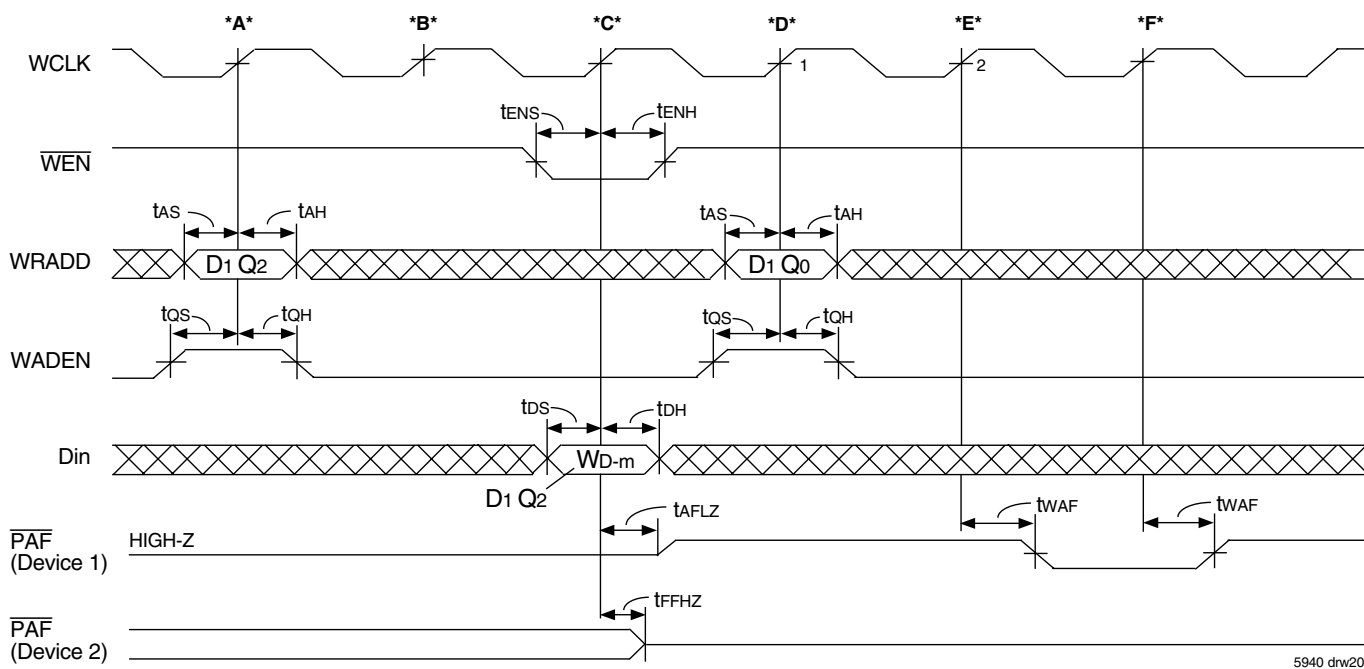 *A* *B* *C* *D* *E* *F*
WCLK 1 2
tENS tENH
WEN
tAS tAH tAS tAH
WRADD D1 Q2 D1 Q0
tQS tQH tQS tQH
WADEN
tDS tDH
Din WD-m
D1 Q2
tAFLZ tWAF tWAF
PAF HIGH-Z
(Device 1)
tFFHZ
PAF
(Device 2)
5940 drw20